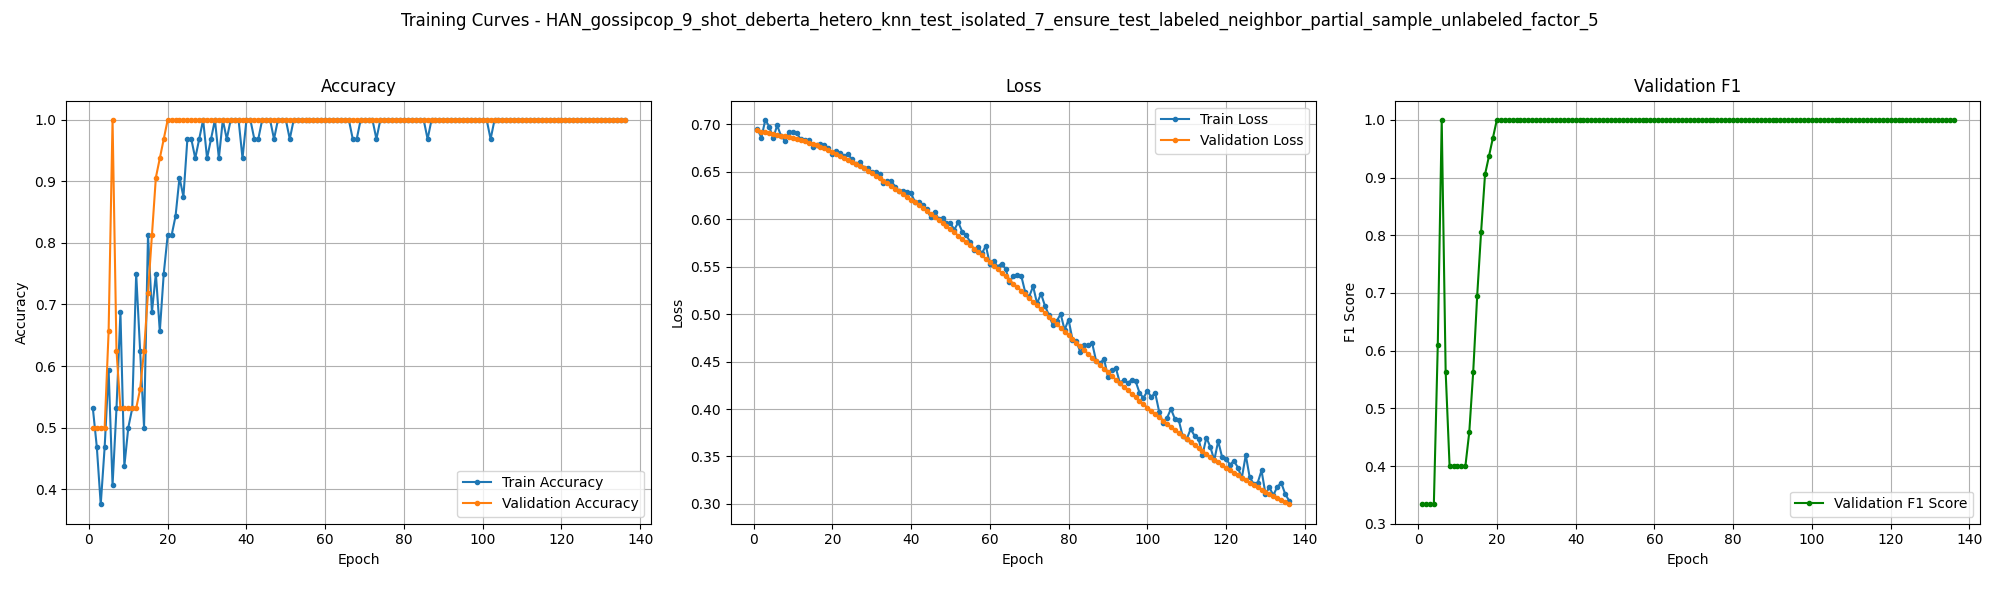 Training Curves - HAN_gossipcop_9_shot_deberta_hetero_knn_test_isolated_7_ensure_test_labeled_neighbor_partial_sample_unlabeled_factor_5
Accuracy
Accuracy
1.0
0.9
0.8
0.7
0.6
0.5
0.4
0 20 40 60 80 100 120 140
Epoch
Train Accuracy
Validation Accuracy
Loss
Loss
0.70
0.65
0.60
0.55
0.50
0.45
0.40
0.35
0.30
0 20 40 60 80 100 120 140
Epoch
Train Loss
Validation Loss
Validation F1
F1 Score
1.0
0.9
0.8
0.7
0.6
0.5
0.4
0.3
0 20 40 60 80 100 120 140
Epoch
Validation F1 Score